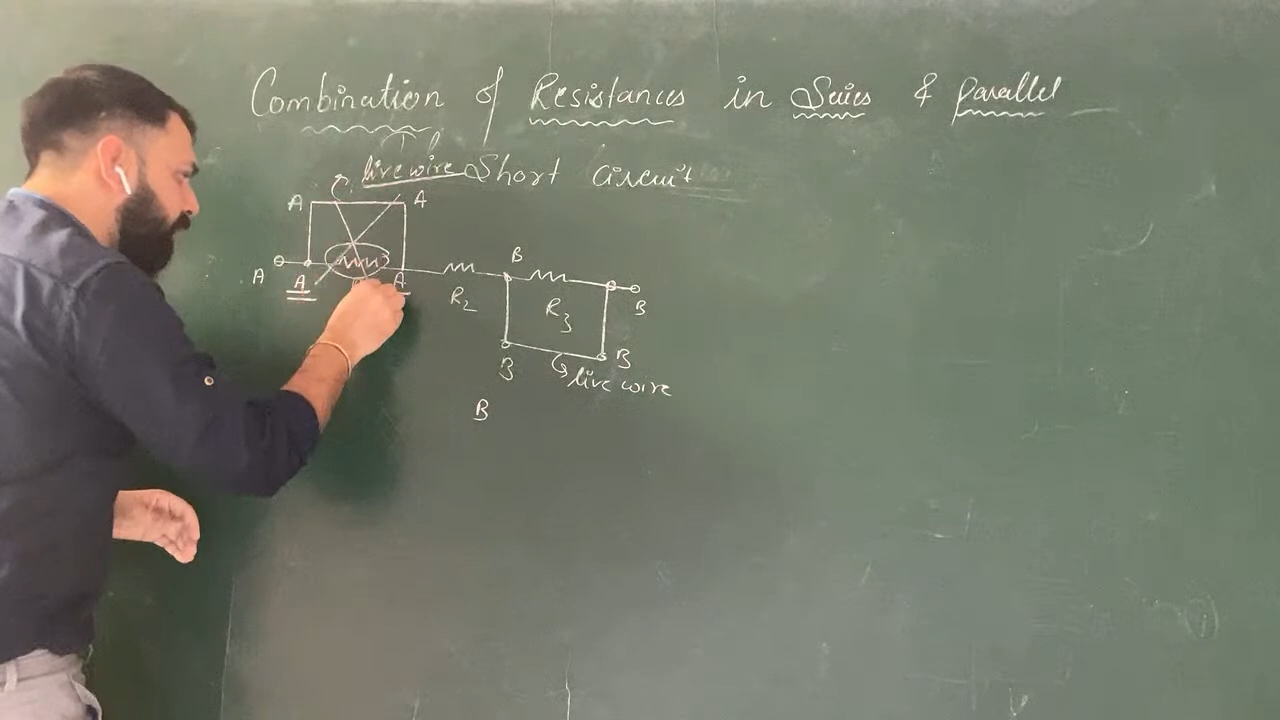 Combination of Resistances in Series & Parallel
live wire Short Circuit
A A
B
A A A
R2 R3 B
B B
live wire
B